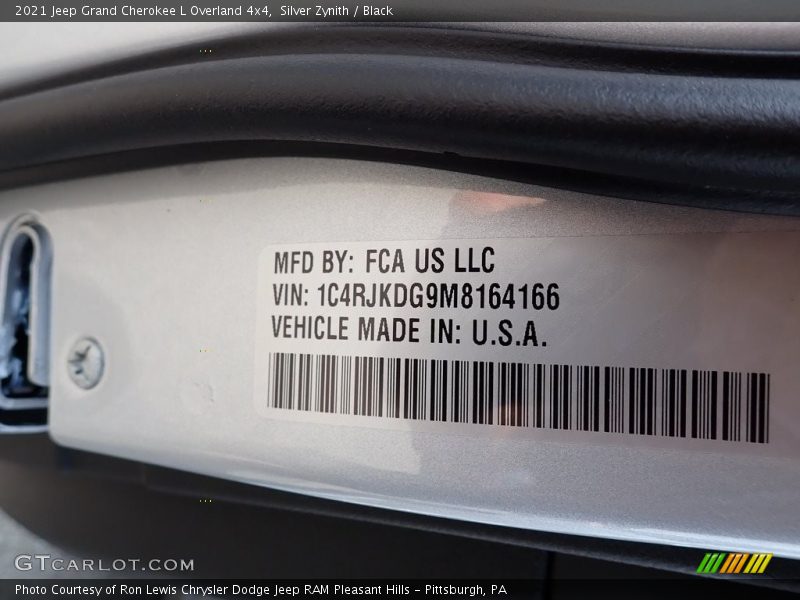 2021 Jeep Grand Cherokee L Overland 4x4, Silver Zynith / Black
MFD BY: FCA US LLC
VIN: 1C4RJKDG9M8164166
VEHICLE MADE IN: U.S.A.
GTCARLOT.COM
Photo Courtesy of Ron Lewis Chrysler Dodge Jeep RAM Pleasant Hills - Pittsburgh, PA